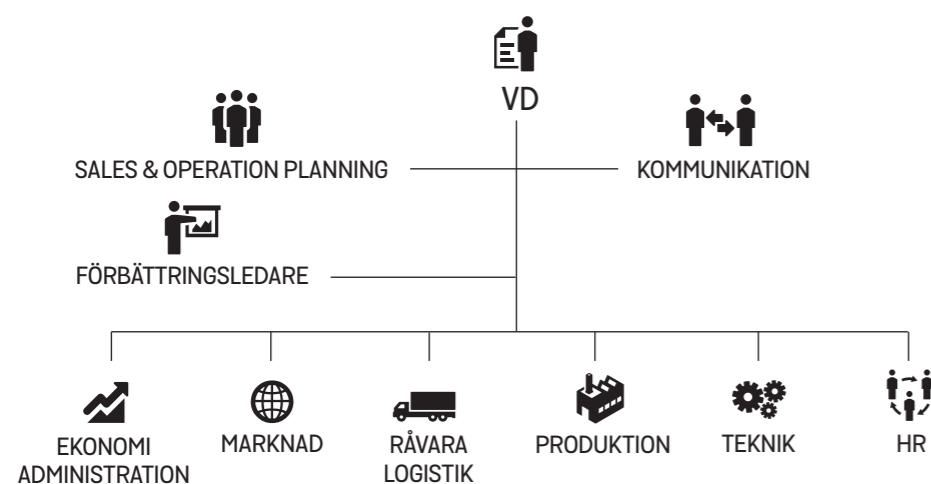 VD
SALES & OPERATION PLANNING
KOMMUNIKATION
FÖRBÄTTRINGSLEDARE
EKONOMI
ADMINISTRATION
MARKNAD
RÅVARA
LOGISTIK
PRODUKTION
TEKNIK
HR